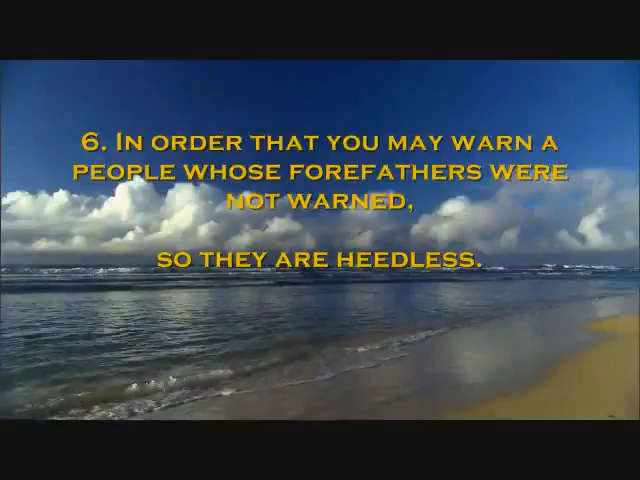 6. In order that you may warn a
people whose forefathers were
not warned,
so they are heedless.